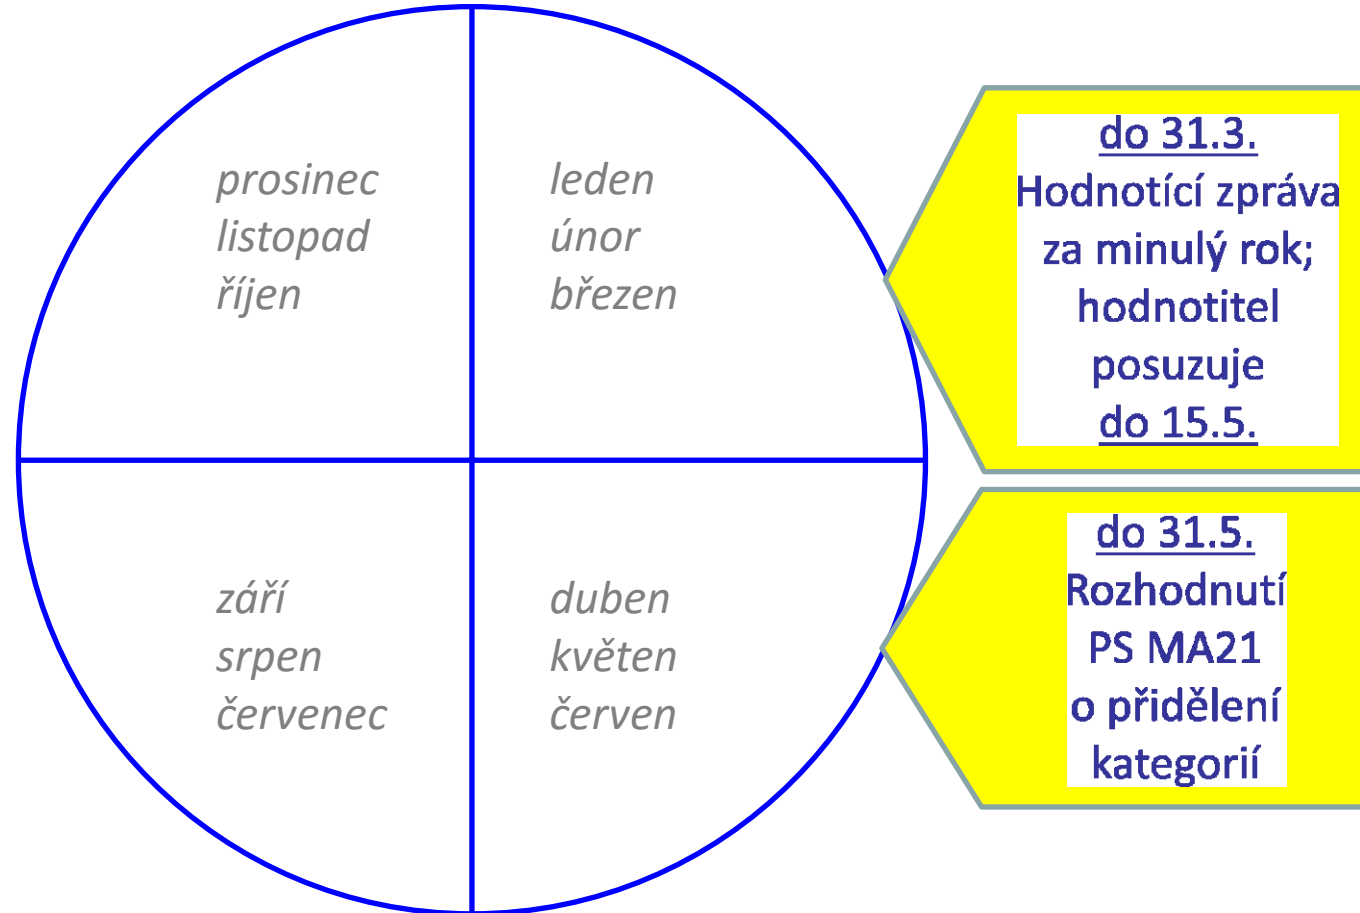 prosinec
listopad
říjen
leden
únor
březen
září
srpen
červenec
duben
květen
červen
do 31.3.
Hodnotící zpráva
za minulý rok;
hodnotitel
posuzuje
do 15.5.
do 31.5.
Rozhodnutí
PS MA21
o přidělení
kategorií